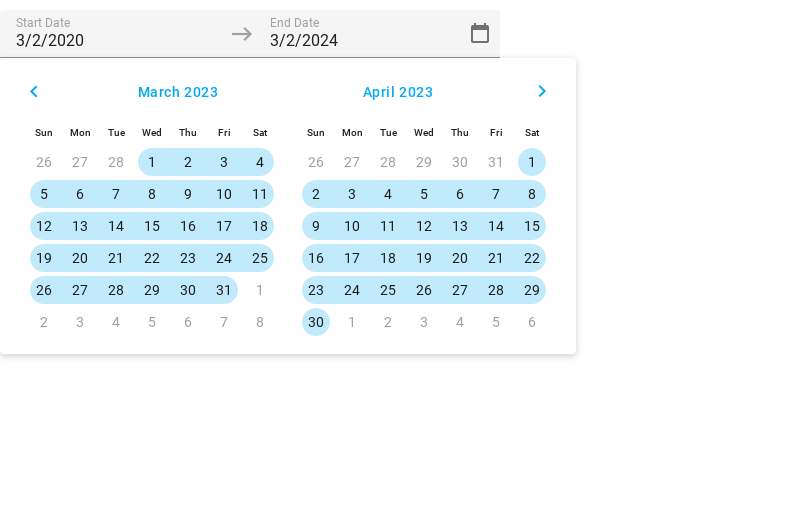 Start Date End Date
3/2/2020 3/2/2024
March 2023 April 2023
Sun Mon Tue Wed Thu Fri Sat Sun Mon Tue Wed Thu Fri Sat
26 27 28 1 2 3 4 26 27 28 29 30 31 1
5 6 7 8 9 10 11 2 3 4 5 6 7 8
12 13 14 15 16 17 18 9 10 11 12 13 14 15
19 20 21 22 23 24 25 16 17 18 19 20 21 22
26 27 28 29 30 31 1 23 24 25 26 27 28 29
2 3 4 5 6 7 8 30 1 2 3 4 5 6